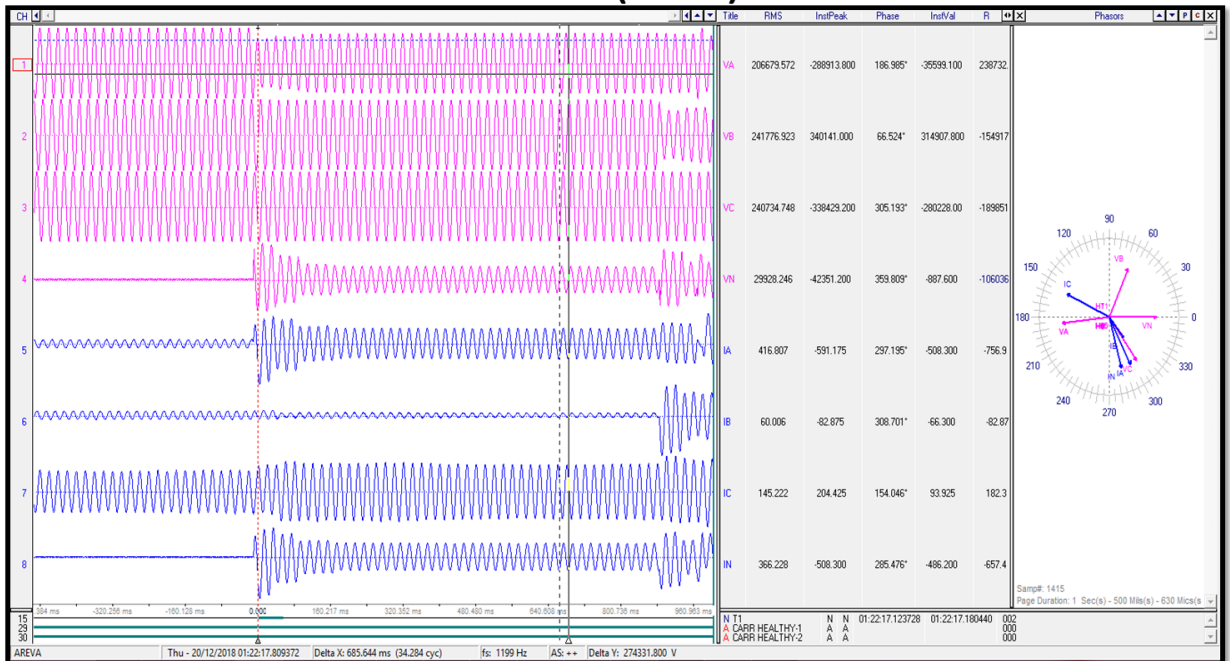 CH
Title RMS InstPeak Phase InstVal R Phasors P C
1 VA 206679.572 -288913.800 186.985° -35599.100 238732.
2 VB 241776.923 340141.000 66.524° 314907.800 -154917
3 VC 240734.748 -338429.200 305.193° -280228.00 -189851
4 VN 29928.246 -42351.200 359.809° -887.600 -106036
5 IA 416.807 -591.175 297.195° -508.300 -756.9
6 IB 60.006 -82.875 308.701° -66.300 -82.87
7 IC 145.222 204.425 154.046° 93.925 182.3
8 IN 366.228 -508.300 285.476° -486.200 -657.4
90
120 60
VB
150 30
IC
HT1
180 VA VN 0
IB
210 330
VC
IN IA
240 300
270
Samp#: 1415
Page Duration: 1 Sec(s) - 500 Mils(s) - 630 Mics(s)
.384 ms -320.256 ms -160.128 ms 0.000 160.217 ms 320.352 ms 480.480 ms 640.608 ms 800.736 ms 960.963 ms
15 N T1 N N 01:22:17.123728 01:22:17.180440 002
29 A CARR HEALTHY-1 A A 000
30 A CARR HEALTHY-2 A A 000
AREVA Thu - 20/12/2018 01:22:17.809372 Delta X: 685.644 ms (34.284 cyc) fs: 1199 Hz AS: ++ Delta Y: 274331.800 V